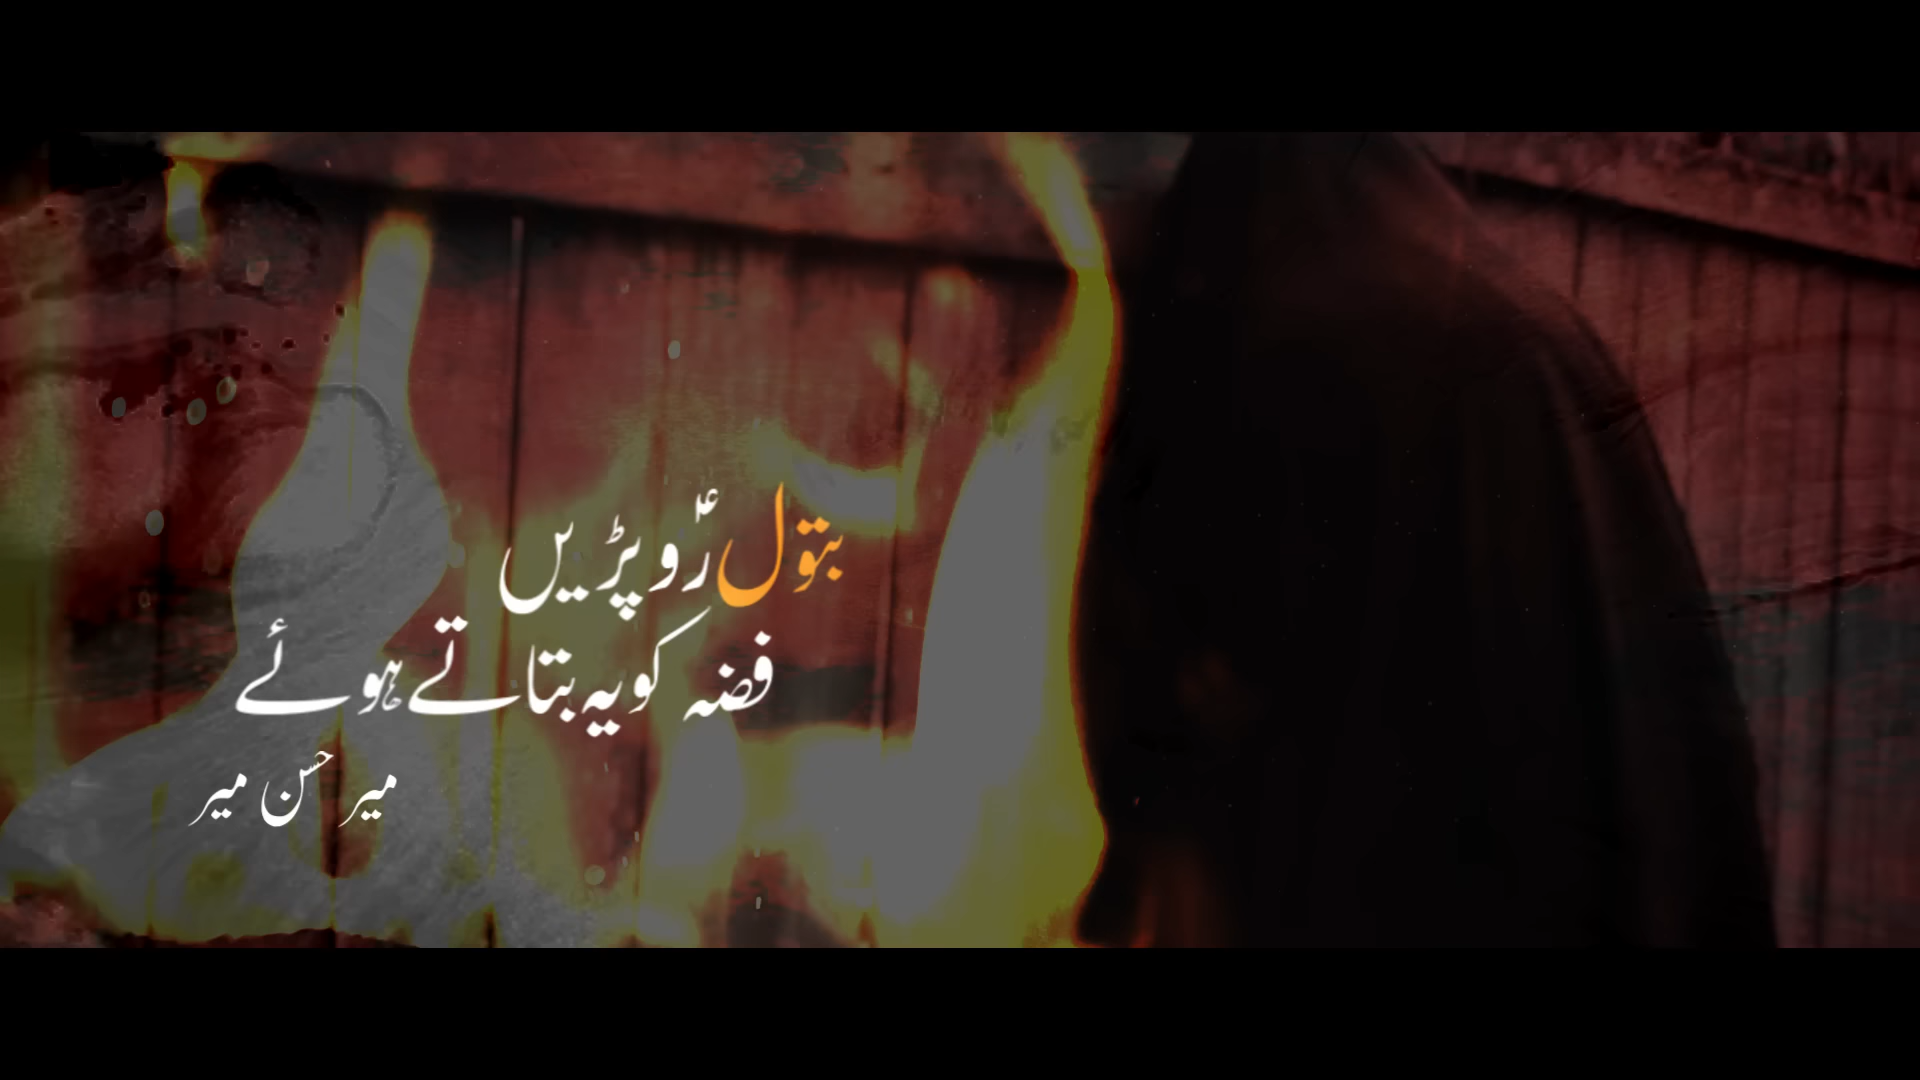 بتولؑ رو پڑیں
فضہ کو یہ بتاتے ہوئے
میر حسن میر